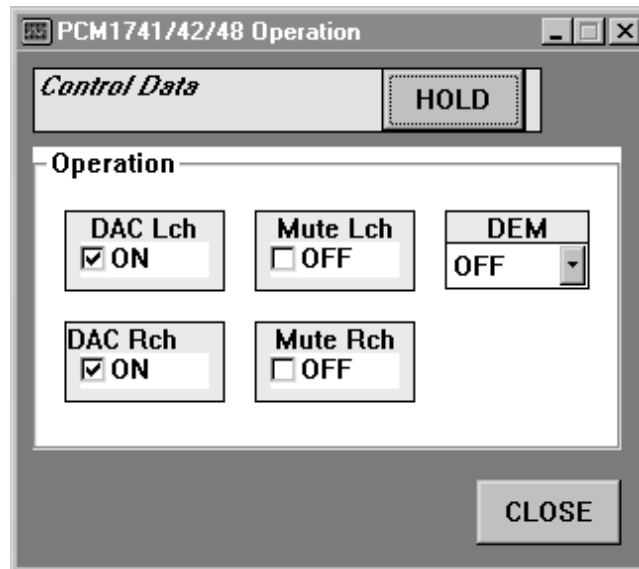 PCM1741/42/48 Operation
Control Data
HOLD
Operation
DAC Lch
ON
Mute Lch
OFF
DEM
OFF
DAC Rch
ON
Mute Rch
OFF
CLOSE